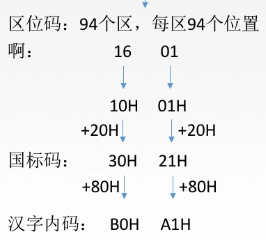 区位码：94个区，每区94个位置
啊： 16 01
10H 01H
+20H +20H
国标码： 30H 21H
+80H +80H
汉字内码： B0H A1H